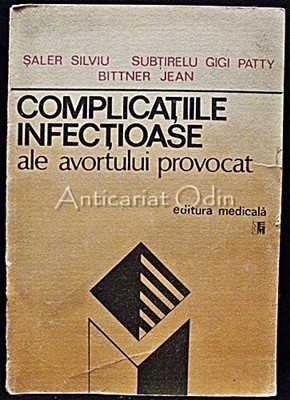 ȘALER SILVIU SUBȚIRELU GIGI PATTY
BITTNER JEAN
COMPLICAȚIILE
INFECȚIOASE
ale avortului provocat
Anticariat Odin
editura medicală